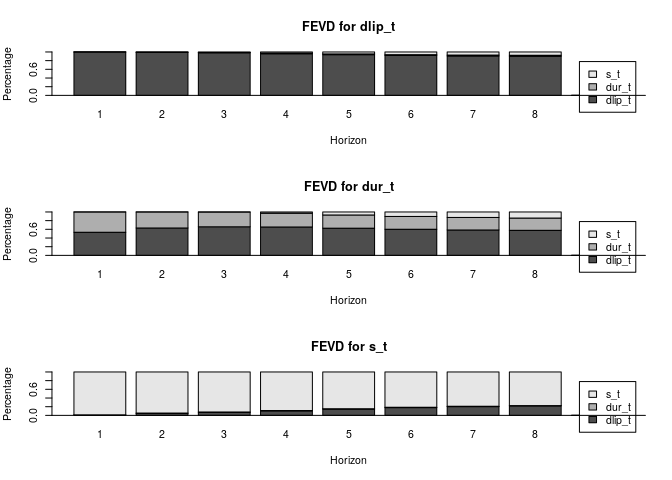 FEVD for dlip_t
Percentage
0.0 0.6
s_t
dur_t
dlip_t
1 2 3 4 5 6 7 8
Horizon
FEVD for dur_t
Percentage
0.0 0.6
s_t
dur_t
dlip_t
1 2 3 4 5 6 7 8
Horizon
FEVD for s_t
Percentage
0.0 0.6
s_t
dur_t
dlip_t
1 2 3 4 5 6 7 8
Horizon